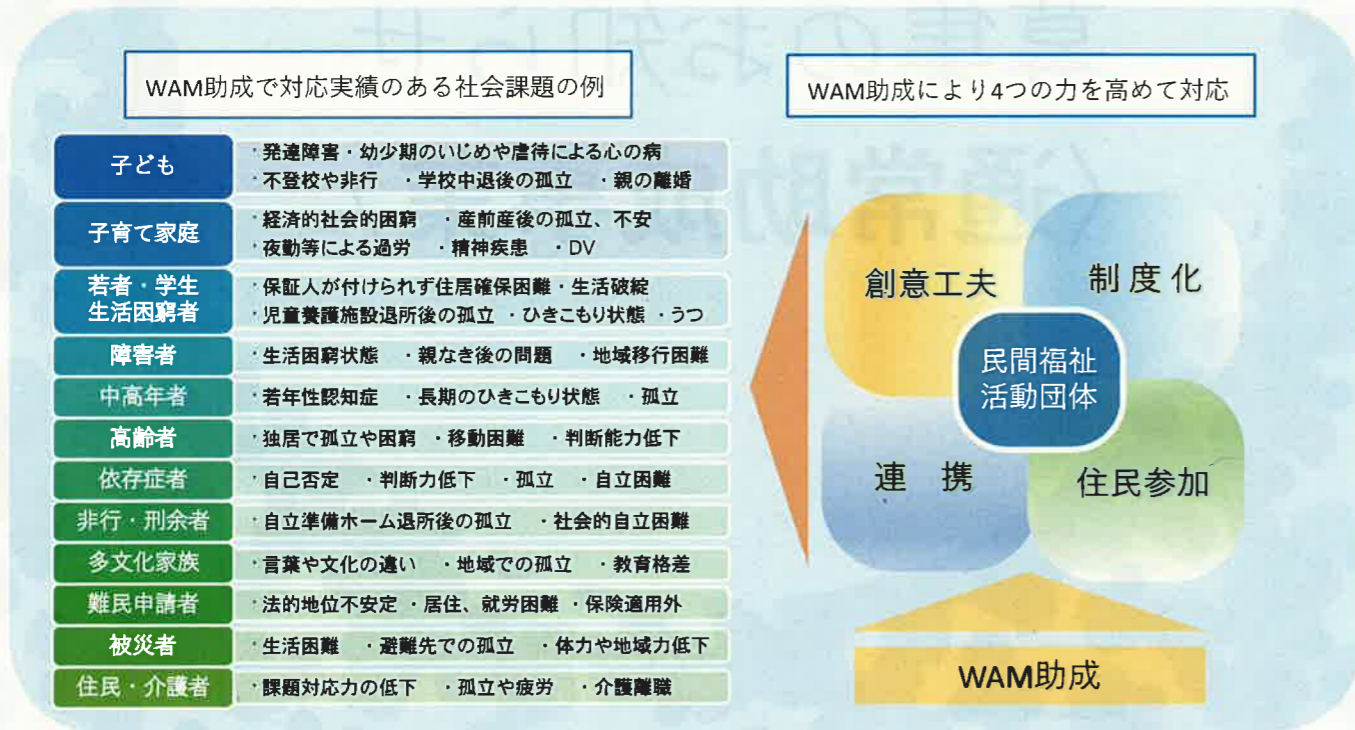 WAM助成で対応実績のある社会課題の例
子ども
・発達障害・幼少期のいじめや虐待による心の病
・不登校や非行 ・学校中退後の孤立 ・親の離婚
子育て家庭
・経済的社会的困窮 ・産前産後の孤立、不安
・夜勤等による過労 ・精神疾患 ・DV
若者・学生
生活困窮者
・保証人が付けられず住居確保困難・生活破綻
・児童養護施設退所後の孤立 ・ひきこもり状態 ・うつ
障害者
・生活困窮状態 ・親なき後の問題 ・地域移行困難
中高年者
・若年性認知症 ・長期のひきこもり状態 ・孤立
高齢者
・独居で孤立や困窮 ・移動困難 ・判断能力低下
依存症者
・自己否定 ・判断力低下 ・孤立 ・自立困難
非行・刑余者
・自立準備ホーム退所後の孤立 ・社会的自立困難
多文化家族
・言葉や文化の違い ・地域での孤立 ・教育格差
難民申請者
・法的地位不安定 ・居住、就労困難 ・保険適用外
被災者
・生活困難 ・避難先での孤立 ・体力や地域力低下
住民・介護者
・課題対応力の低下 ・孤立や疲労 ・介護離職
WAM助成により4つの力を高めて対応
創意工夫
制度化
民間福祉
活動団体
連 携
住民参加
WAM助成